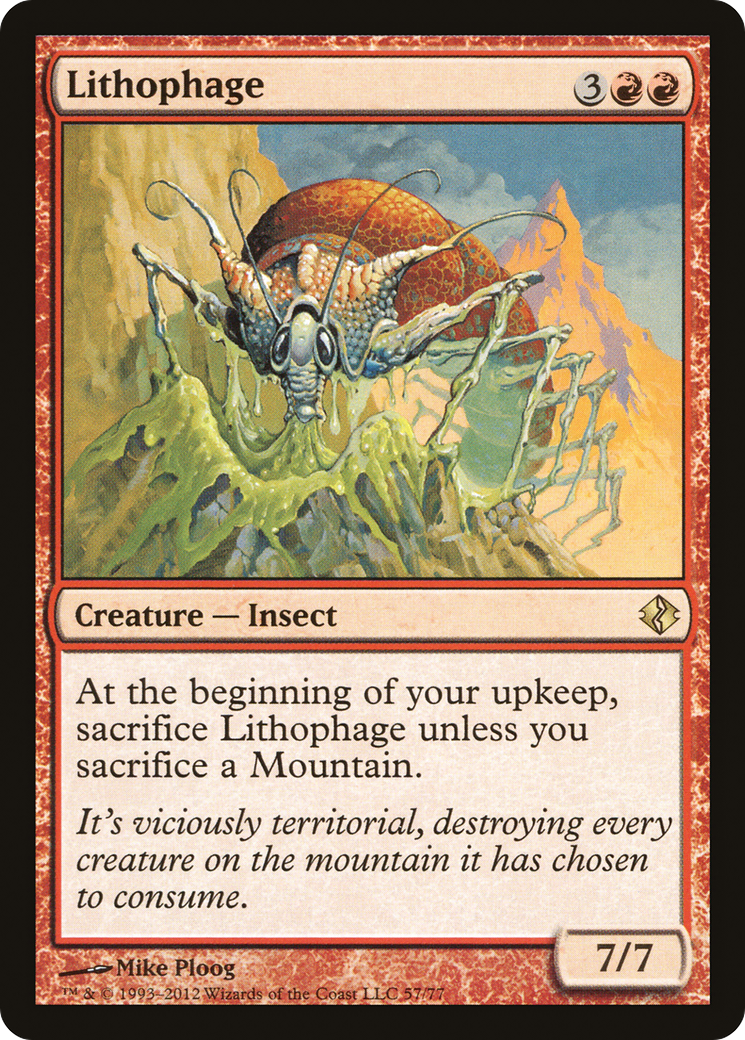 Lithophage 3
Creature — Insect
At the beginning of your upkeep,
sacrifice Lithophage unless you
sacrifice a Mountain.
It's viciously territorial, destroying every
creature on the mountain it has chosen
to consume.
7/7
Mike Ploog
™ & © 1993–2012 Wizards of the Coast LLC 57/77